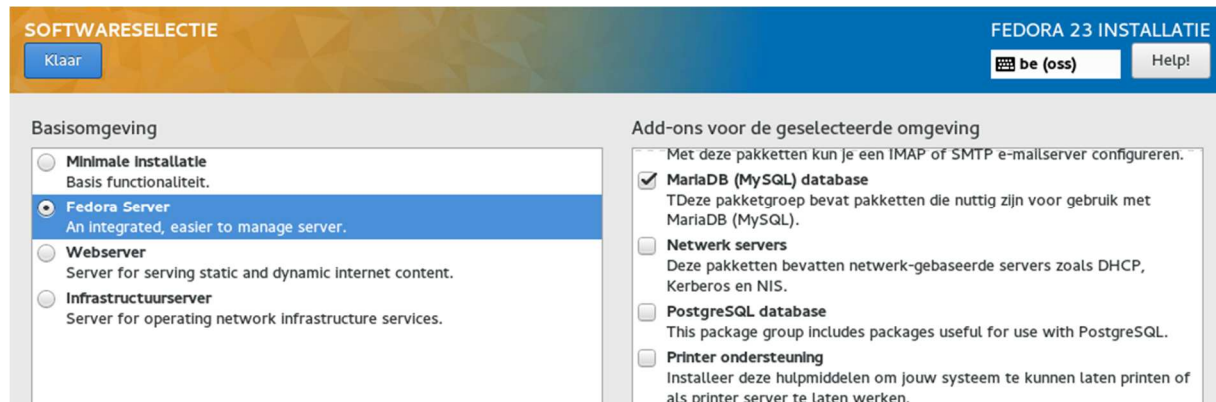 SOFTWARESELECTIE
Klaar
FEDORA 23 INSTALLATIE
be (oss)
Help!
Basisomgeving
Minimale installatie
Basis functionaliteit.
Fedora Server
An integrated, easier to manage server.
Webserver
Server for serving static and dynamic internet content.
Infrastructuurserver
Server for operating network infrastructure services.
Add-ons voor de geselecteerde omgeving
Met deze pakketten kun je een IMAP of SMTP e-mailserver configureren.
MariaDB (MySQL) database
TDeze pakketgroep bevat pakketten die nuttig zijn voor gebruik met
MariaDB (MySQL).
Netwerk servers
Deze pakketten bevatten netwerk-gebaseerde servers zoals DHCP,
Kerberos en NIS.
PostgreSQL database
This package group includes packages useful for use with PostgreSQL.
Printer ondersteuning
Installeer deze hulpmiddelen om jouw systeem te kunnen laten printen of
als printer server te laten werken.